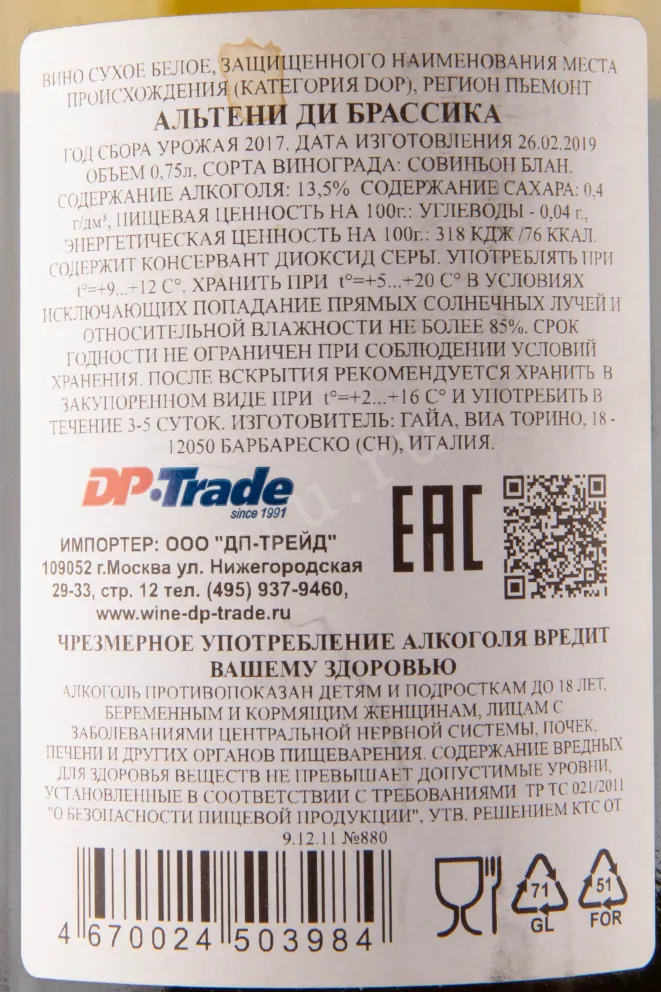 ВИНО СУХОЕ БЕЛОЕ, ЗАЩИЩЕННОГО НАИМЕНОВАНИЯ МЕСТА
ПРОИСХОЖДЕНИЯ (КАТЕГОРИЯ DOP), РЕГИОН ПЬЕМОНТ
АЛЬТЕНИ ДИ БРАССИКА
ГОД СБОРА УРОЖАЯ 2017. ДАТА ИЗГОТОВЛЕНИЯ 26.02.2019
ОБЪЕМ 0,75л, СОРТА ВИНОГРАДА: СОВИНЬОН БЛАН.
СОДЕРЖАНИЕ АЛКОГОЛЯ: 13,5% СОДЕРЖАНИЕ САХАРА: 0,4
г/дм³, ПИЩЕВАЯ ЦЕННОСТЬ НА 100г.: УГЛЕВОДЫ - 0,04 г.,
ЭНЕРГЕТИЧЕСКАЯ ЦЕННОСТЬ НА 100г.: 318 КДЖ /76 ККАЛ.
СОДЕРЖИТ КОНСЕРВАНТ ДИОКСИД СЕРЫ. УПОТРЕБЛЯТЬ ПРИ
t°=+9...+12 C°. ХРАНИТЬ ПРИ t°=+5...+20 C° В УСЛОВИЯХ
ИСКЛЮЧАЮЩИХ ПОПАДАНИЕ ПРЯМЫХ СОЛНЕЧНЫХ ЛУЧЕЙ И
ОТНОСИТЕЛЬНОЙ ВЛАЖНОСТИ НЕ БОЛЕЕ 85%. СРОК
ГОДНОСТИ НЕ ОГРАНИЧЕН ПРИ СОБЛЮДЕНИИ УСЛОВИЙ
ХРАНЕНИЯ. ПОСЛЕ ВСКРЫТИЯ РЕКОМЕНДУЕТСЯ ХРАНИТЬ В
ЗАКУПОРЕННОМ ВИДЕ ПРИ t°=+2...+16 C° И УПОТРЕБИТЬ В
ТЕЧЕНИЕ 3-5 СУТОК. ИЗГОТОВИТЕЛЬ: ГАЙА, ВИА ТОРИНО, 18 -
12050 БАРБАРЕСКО (CH), ИТАЛИЯ.
DP·Trade
since 1991
EAC
ИМПОРТЕР: ООО "ДП-ТРЕЙД"
109052 г.Москва ул. Нижегородская
29-33, стр. 12 тел. (495) 937-9460,
www.wine-dp-trade.ru
ЧРЕЗМЕРНОЕ УПОТРЕБЛЕНИЕ АЛКОГОЛЯ ВРЕДИТ
ВАШЕМУ ЗДОРОВЬЮ
АЛКОГОЛЬ ПРОТИВОПОКАЗАН ДЕТЯМ И ПОДРОСТКАМ ДО 18 ЛЕТ,
БЕРЕМЕННЫМ И КОРМЯЩИМ ЖЕНЩИНАМ, ЛИЦАМ С
ЗАБОЛЕВАНИЯМИ ЦЕНТРАЛЬНОЙ НЕРВНОЙ СИСТЕМЫ, ПОЧЕК,
ПЕЧЕНИ И ДРУГИХ ОРГАНОВ ПИЩЕВАРЕНИЯ. СОДЕРЖАНИЕ ВРЕДНЫХ
ДЛЯ ЗДОРОВЬЯ ВЕЩЕСТВ НЕ ПРЕВЫШАЕТ ДОПУСТИМЫЕ УРОВНИ,
УСТАНОВЛЕННЫЕ В СООТВЕТСТВИИ С ТРЕБОВАНИЯМИ ТР ТС 021/2011
"О БЕЗОПАСНОСТИ ПИЩЕВОЙ ПРОДУКЦИИ", УТВ. РЕШЕНИЕМ КТС ОТ
9.12.11 №880
4 670024 503984
71
GL
51
FOR